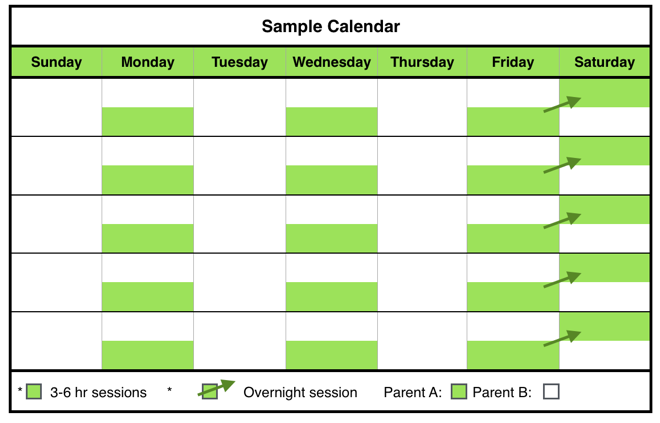 Sample Calendar
Sunday Monday Tuesday Wednesday Thursday Friday Saturday
* 3-6 hr sessions * Overnight session Parent A: Parent B: